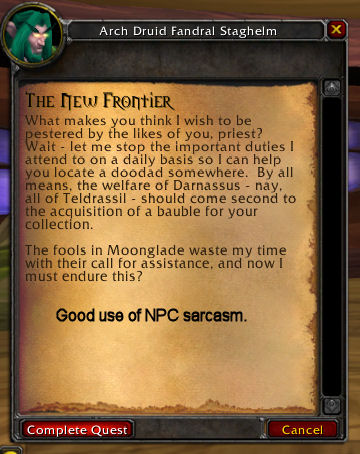 Arch Druid Fandral Staghelm
The New Frontier
What makes you think I wish to be
pestered by the likes of you, priest?
Wait - let me stop the important duties I
attend to on a daily basis so I can help
you locate a doodad somewhere.  By all
means, the welfare of Darnassus - nay,
all of Teldrassil - should come second to
the acquisition of a bauble for your
collection.
The fools in Moonglade waste my time
with their call for assistance, and now I
must endure this?
Good use of NPC sarcasm.
Complete Quest
Cancel